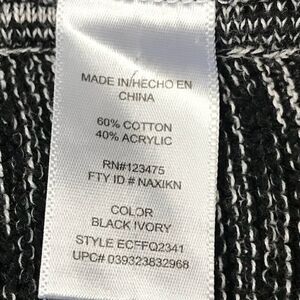 MADE IN/HECHO EN
CHINA
60% COTTON
40% ACRYLIC
RN#123475
FTY ID # NAXIKN
COLOR
BLACK IVORY
STYLE ECFFQ2341
UPC# 039323832968